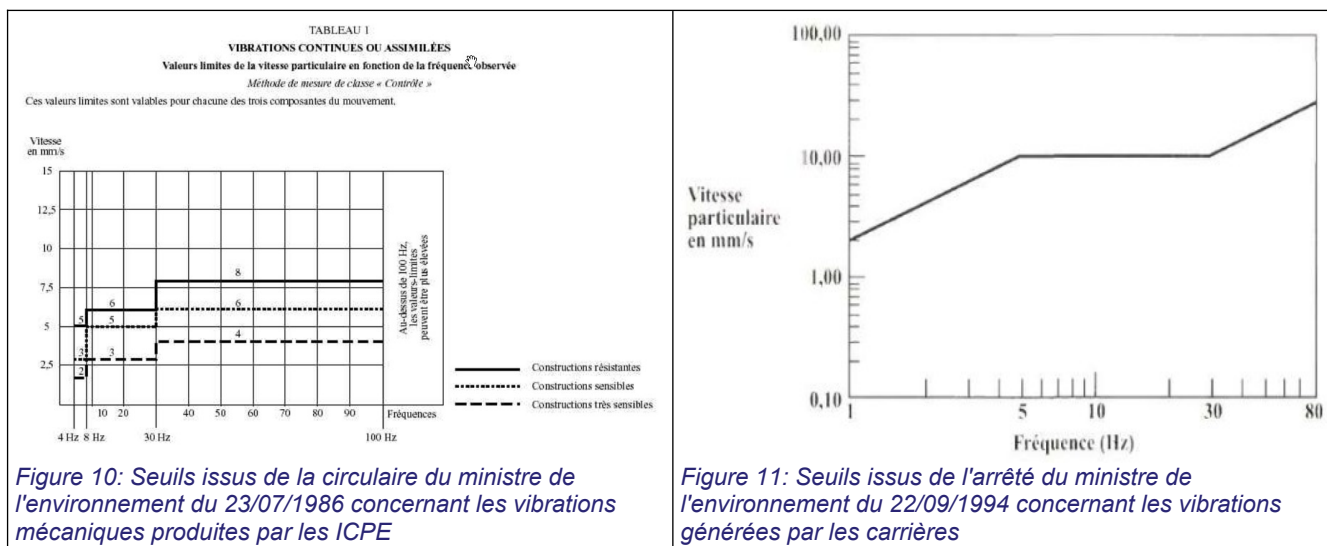 TABLEAU 1
VIBRATIONS CONTINUES OU ASSIMILÉES
Valeurs limites de la vitesse particulaire en fonction de la fréquence observée
Méthode de mesure de classe « Contrôle »
Ces valeurs limites sont valables pour chacune des trois composantes du mouvement.
Vitesse
en mm/s
15
12,5
10
7,5
5
2,5
5
3
2
6
5
3
8
6
4
Au-dessus de 100 Hz,
les valeurs-limites
peuvent être plus élevées
10 20 40 50 60 70 80 90 Fréquences
4 Hz 8 Hz 30 Hz 100 Hz
Constructions résistantes
Constructions sensibles
Constructions très sensibles
Figure 10: Seuils issus de la circulaire du ministre de
l'environnement du 23/07/1986 concernant les vibrations
mécaniques produites par les ICPE
100,00
10,00
1,00
0,10
Vitesse
particulaire
en mm/s
1 5 10 30 80
Fréquence (Hz)
Figure 11: Seuils issus de l'arrêté du ministre de
l'environnement du 22/09/1994 concernant les vibrations
générées par les carrières